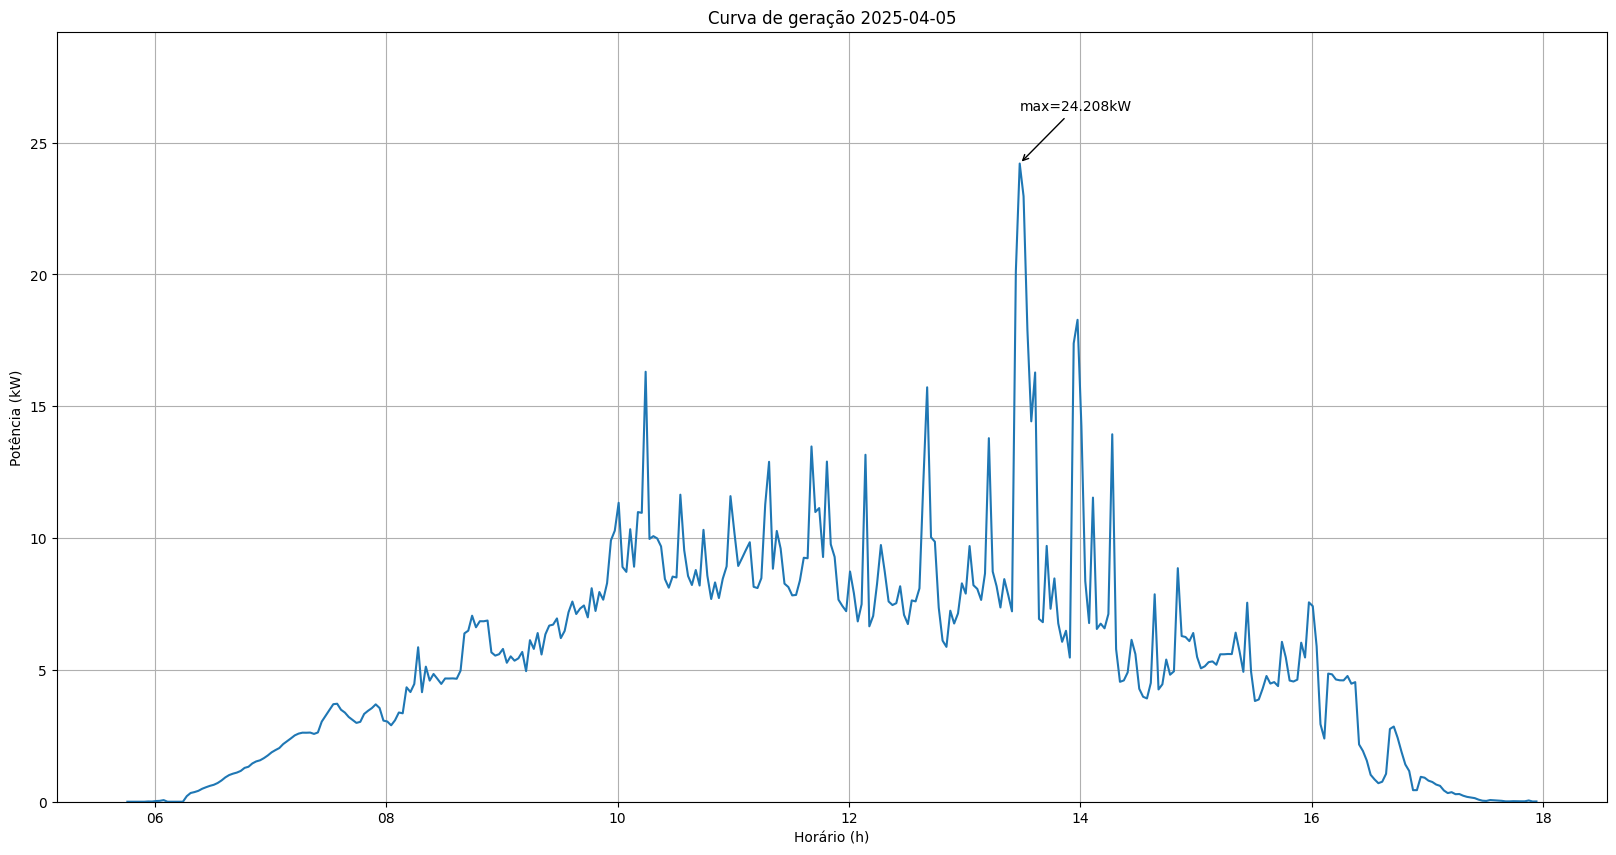 Curva de geração 2025-04-05
max=24.208kW
Potência (kW)
25
20
15
10
5
0
06 08 10 12 14 16 18
Horário (h)